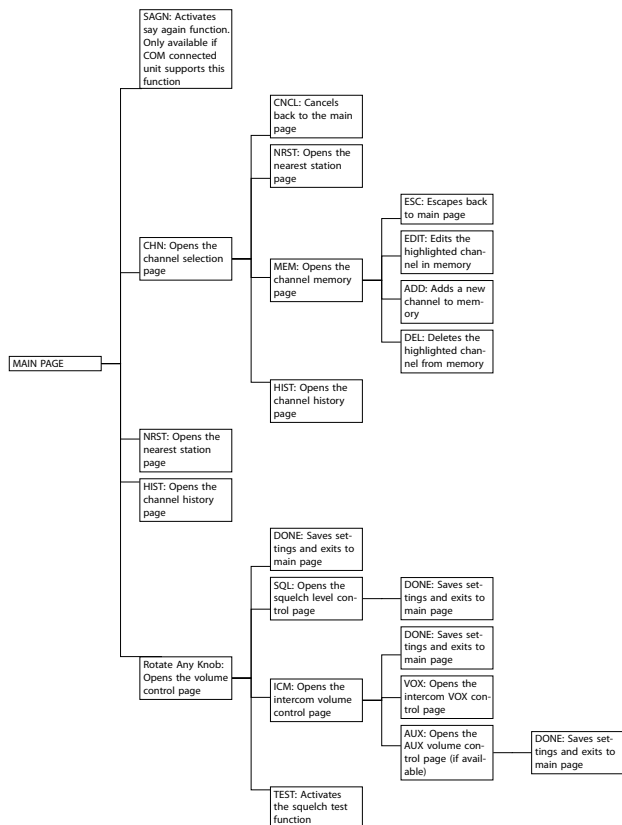 SAGN: Activates
say again function.
Only available if
COM connected
unit supports this
function
CNCL: Cancels
back to the main
page
NRST: Opens the
nearest station
page
ESC: Escapes back
to main page
EDIT: Edits the
highlighted chan-
nel in memory
CHN: Opens the
channel selection
page
MEM: Opens the
channel memory
page
ADD: Adds a new
channel to mem-
ory
DEL: Deletes the
highlighted chan-
nel from memory
MAIN PAGE
HIST: Opens the
channel history
page
NRST: Opens the
nearest station
page
HIST: Opens the
channel history
page
DONE: Saves set-
tings and exits to
main page
SQL: Opens the
squelch level con-
trol page
DONE: Saves set-
tings and exits to
main page
DONE: Saves set-
tings and exits to
main page
Rotate Any Knob:
Opens the volume
control page
ICM: Opens the
intercom volume
control page
VOX: Opens the
intercom VOX con-
trol page
AUX: Opens the
AUX volume con-
trol page (if avail-
able)
DONE: Saves set-
tings and exits to
main page
TEST: Activates
the squelch test
function